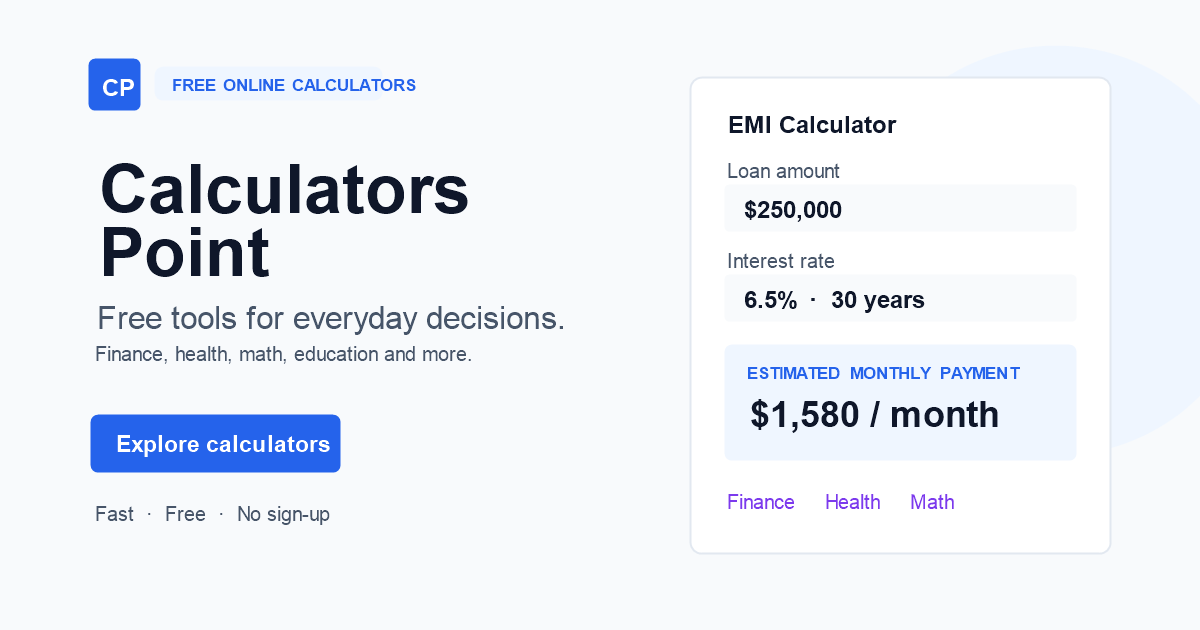 CP
FREE ONLINE CALCULATORS
Calculators
Point
Free tools for everyday decisions.
Finance, health, math, education and more.
Explore calculators
Fast · Free · No sign-up
EMI Calculator
Loan amount
$250,000
Interest rate
6.5% · 30 years
ESTIMATED MONTHLY PAYMENT
$1,580 / month
Finance Health Math